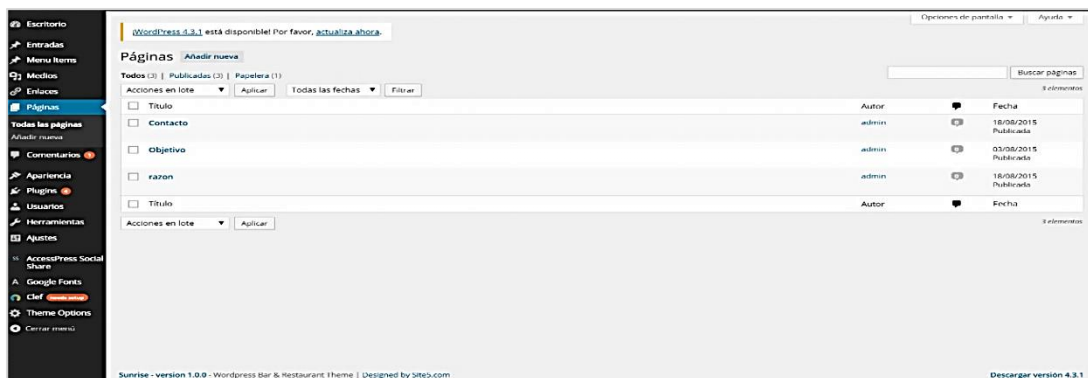 Opciones de pantalla ▼ Ayuda ▼
Escritorio
Entradas
Menu Items
Medios
Enlaces
Páginas
Todas las páginas
Añadir nueva
Comentarios
Apariencia
Plugins
Usuarios
Herramientas
Ajustes
AccessPress Social
Share
Google Fonts
Clef needs setup
Theme Options
Cerrar menú
¡WordPress 4.3.1 está disponible! Por favor, actualiza ahora.
Páginas Añadir nueva
Todos (3) | Publicadas (3) | Papelera (1)
Buscar páginas
Acciones en lote ▼ Aplicar Todas las fechas ▼ Filtrar 3 elementos
Título Autor Fecha
Contacto admin 0 18/08/2015
Publicada
Objetivo admin 0 03/08/2015
Publicada
razon admin 0 18/08/2015
Publicada
Título Autor Fecha
Acciones en lote ▼ Aplicar 3 elementos
Sunrise - version 1.0.0 - Wordpress Bar & Restaurant Theme | Designed by Site5.com Descargar versión 4.3.1